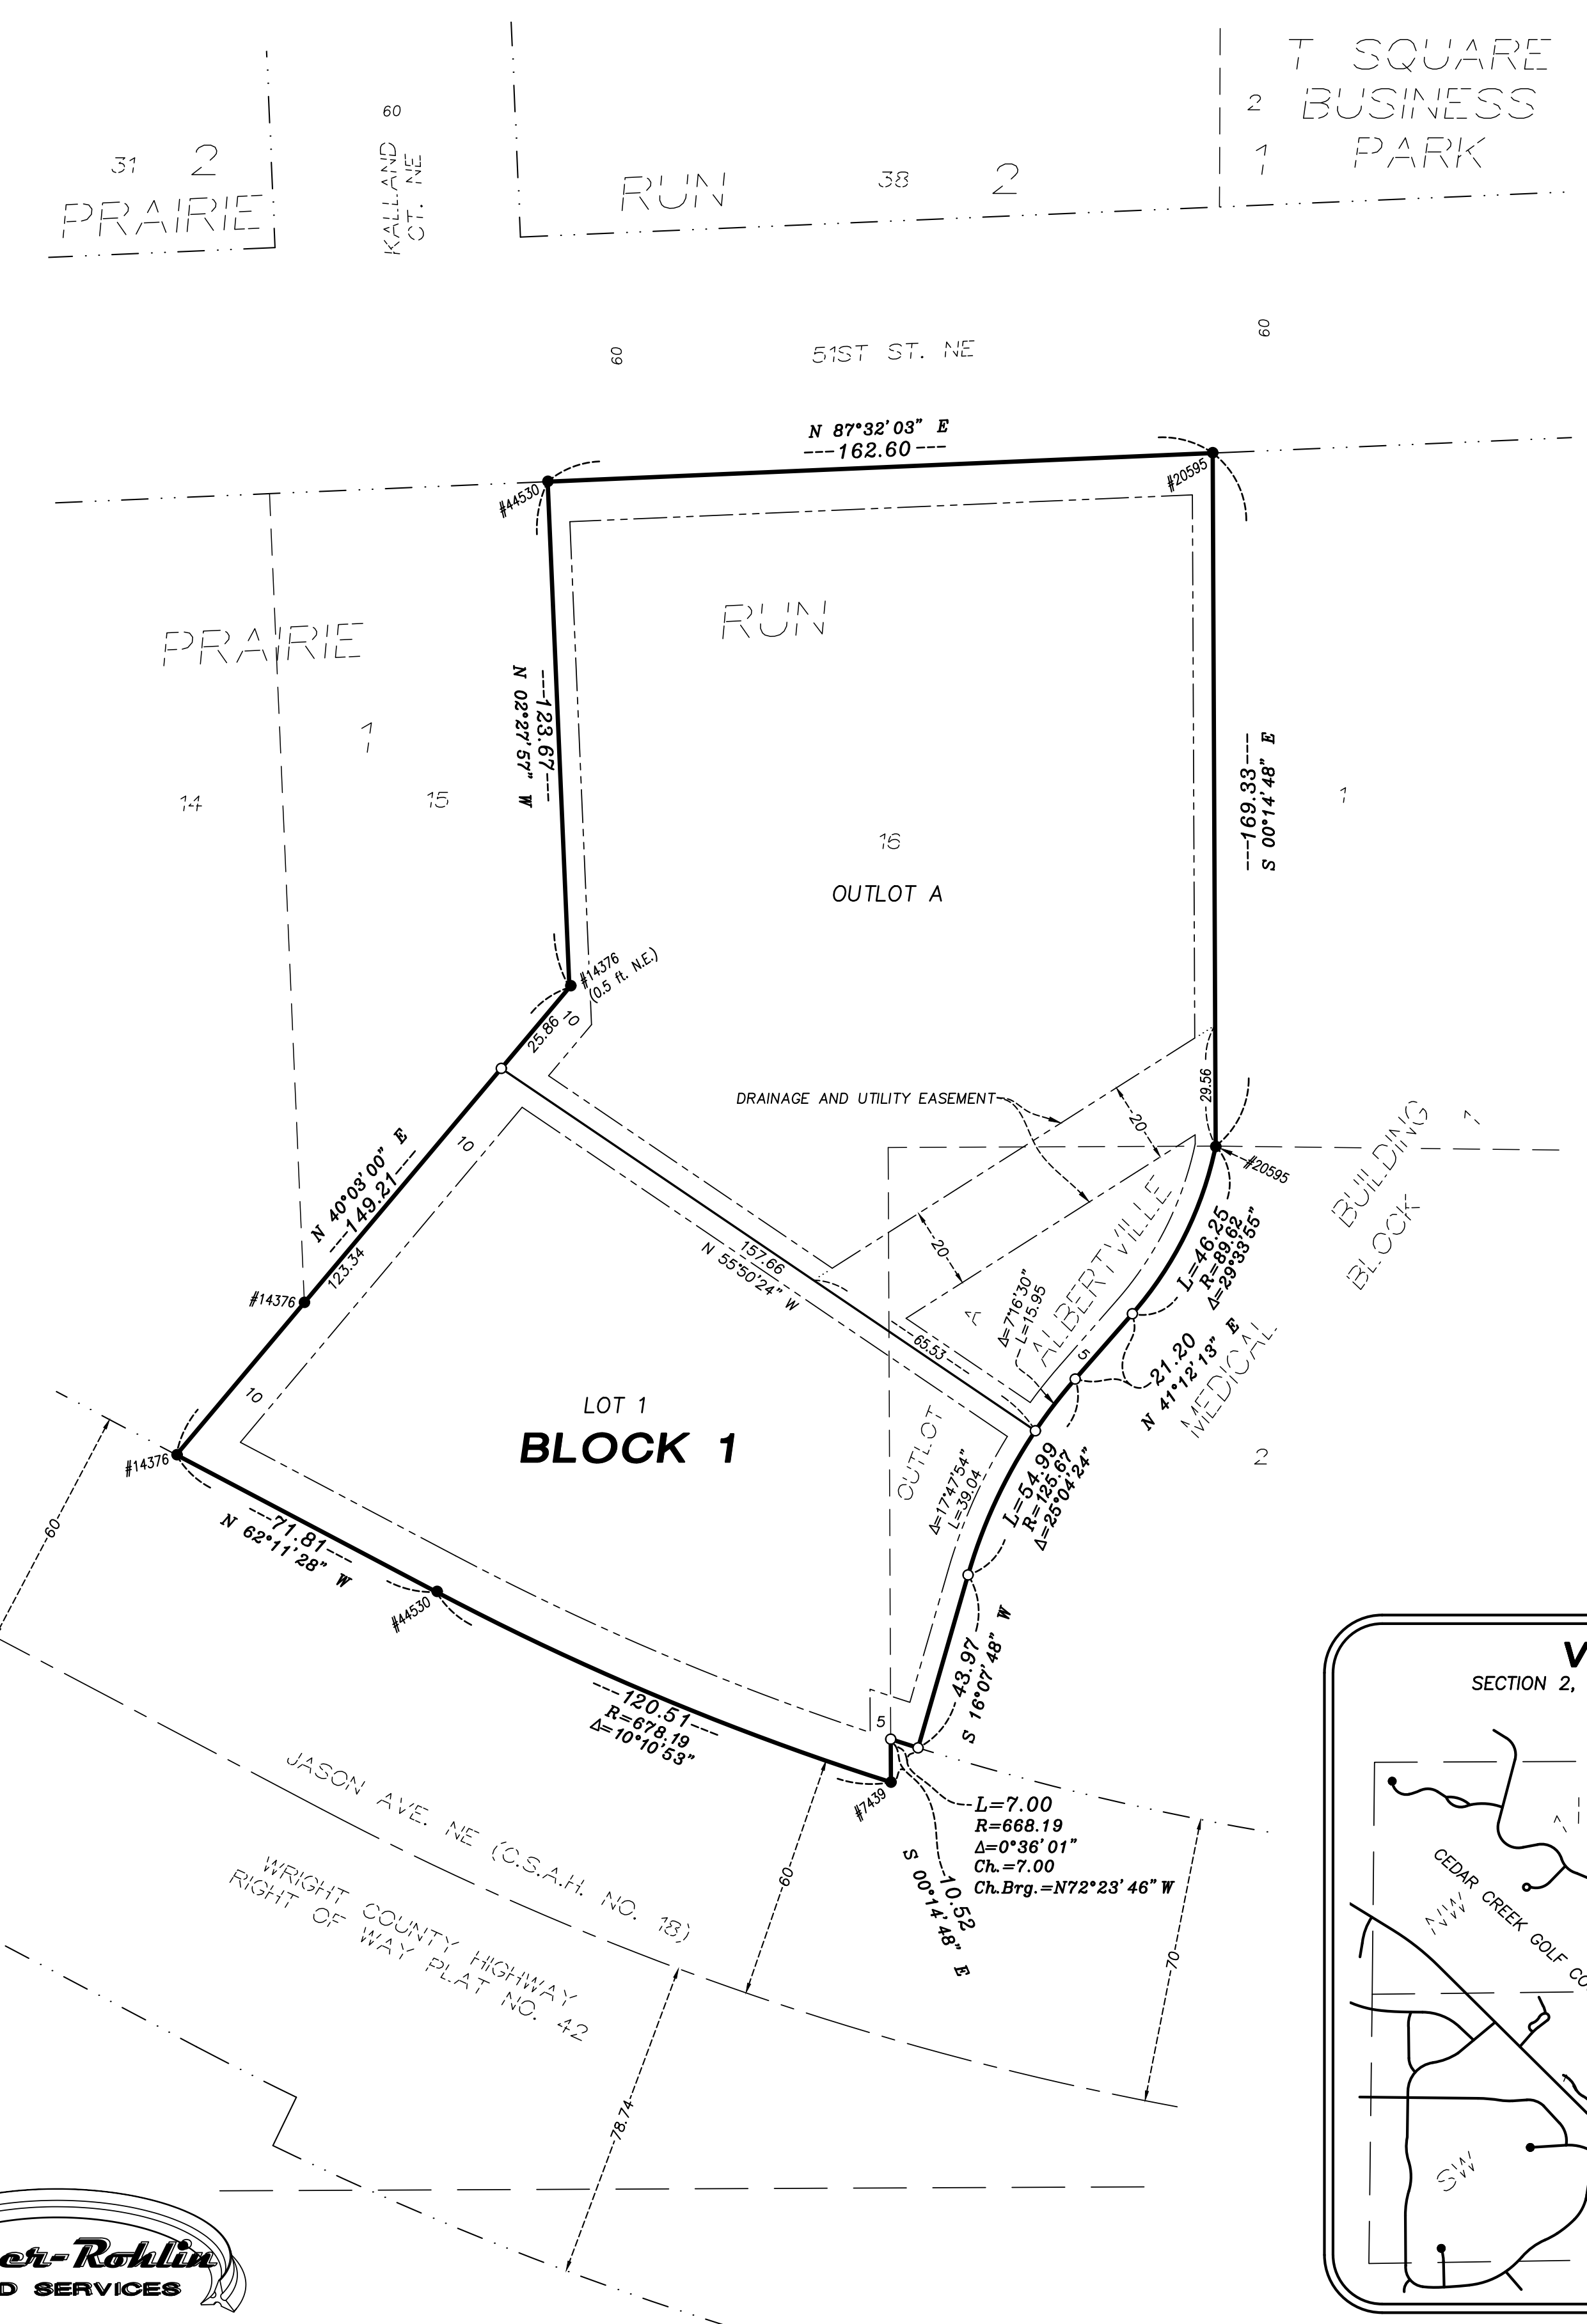 T SQUARE
BUSINESS
PARK
2
1
60
KALLAND
CT. NE
31 2
PRAIRIE
RUN 38 2
60
51ST ST. NE
60
N 87°32'03" E
162.60
#44530
#20595
PRAIRIE
RUN
1
14
15
N 02°27'57" W
123.67
169.33
S 00°14'48" E
1
16
OUTLOT A
#14376
(0.5 ft. N.E.)
25.86
10
DRAINAGE AND UTILITY EASEMENT
29.56
20
20
#20595
BUILDING 1
BLOCK
MEDICAL
2
N 40°03'00" E
149.21
123.34
10
10
#14376
157.66
N 55°50'24" W
65.53
A
ALBERTVILLE
OUTLOT
Δ=7°16'30"
L=15.95
L=46.25
R=89.62
Δ=29°33'55"
5
21.20
N 41°12'13" E
LOT 1
BLOCK 1
#14376
60
71.81
N 62°11'28" W
#44530
Δ=17°47'54"
L=39.04
L=54.99
R=125.67
Δ=25°04'24"
43.97
S 16°07'48" W
120.51
R=678.19
Δ=10°10'53"
5
#7439
L=7.00
R=668.19
Δ=0°36'01"
Ch.=7.00
Ch.Brg.=N72°23'46" W
10.52
S 00°14'48" E
JASON AVE. NE (C.S.A.H. NO. 18)
WRIGHT COUNTY HIGHWAY
RIGHT OF WAY PLAT NO. 42
60
70
78.74
V
SECTION 2,
CEDAR CREEK GOLF CO
NW
SW
er-Rohlin
D SERVICES